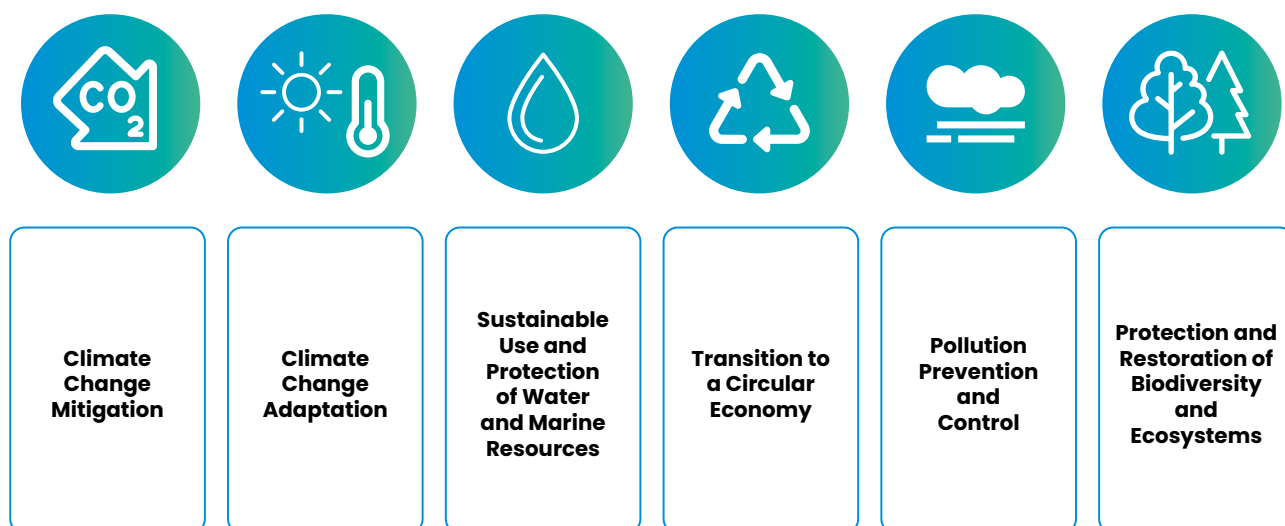 CO
2
Climate
Change
Mitigation
Climate
Change
Adaptation
Sustainable
Use and
Protection
of Water
and Marine
Resources
Transition to
a Circular
Economy
Pollution
Prevention
and
Control
Protection and
Restoration of
Biodiversity
and
Ecosystems